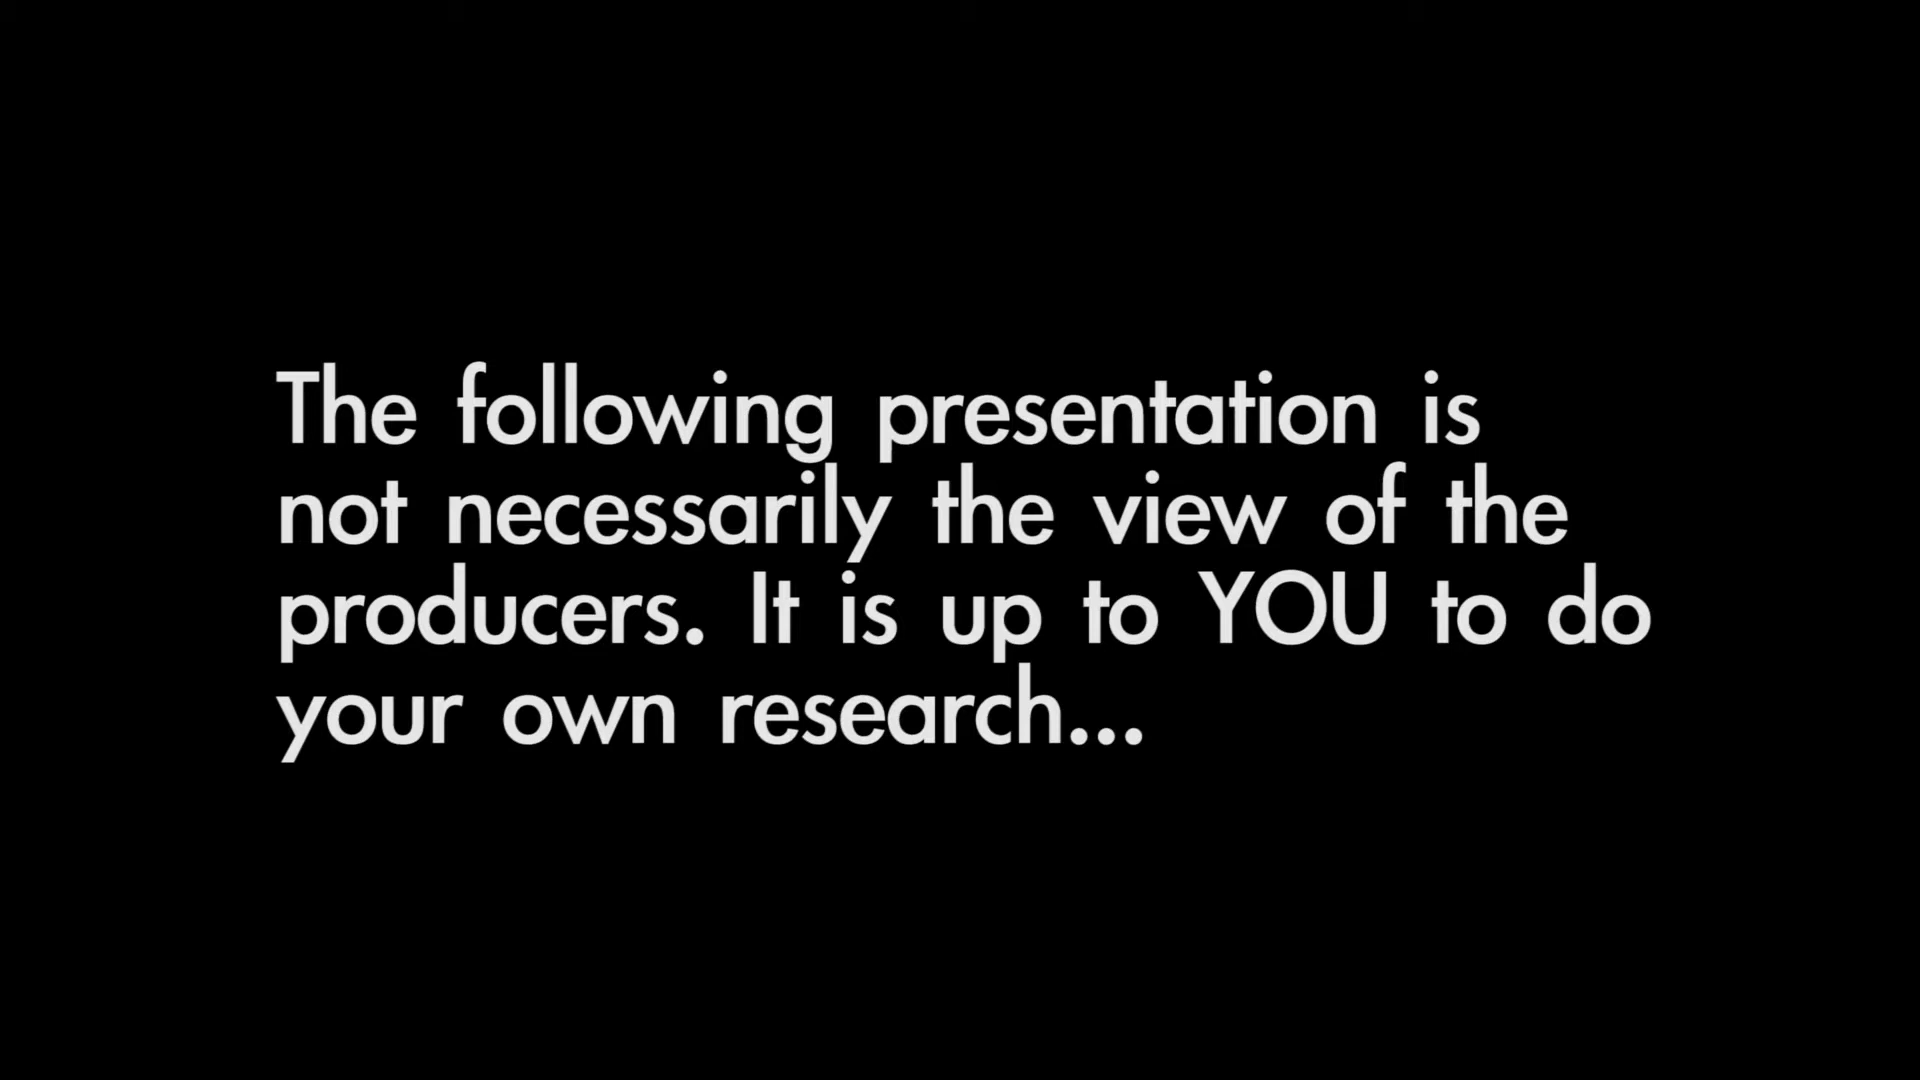 The following presentation is
not necessarily the view of the
producers. It is up to YOU to do
your own research...